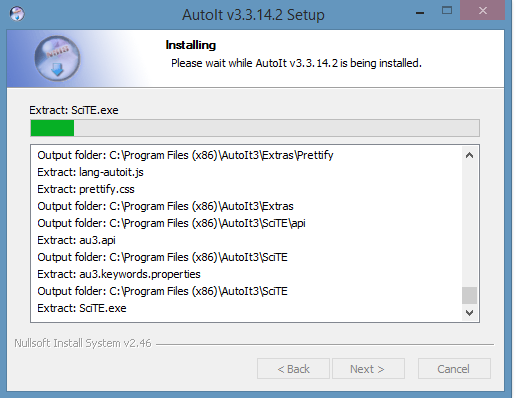 AutoIt v3.3.14.2 Setup
Installing
Please wait while AutoIt v3.3.14.2 is being installed.
Extract: SciTE.exe
Output folder: C:\Program Files (x86)\AutoIt3\Extras\Prettify
Extract: lang-autoit.js
Extract: prettify.css
Output folder: C:\Program Files (x86)\AutoIt3\Extras
Output folder: C:\Program Files (x86)\AutoIt3\SciTE\api
Extract: au3.api
Output folder: C:\Program Files (x86)\AutoIt3\SciTE
Extract: au3.keywords.properties
Output folder: C:\Program Files (x86)\AutoIt3\SciTE
Extract: SciTE.exe
Nullsoft Install System v2.46
< Back Next > Cancel